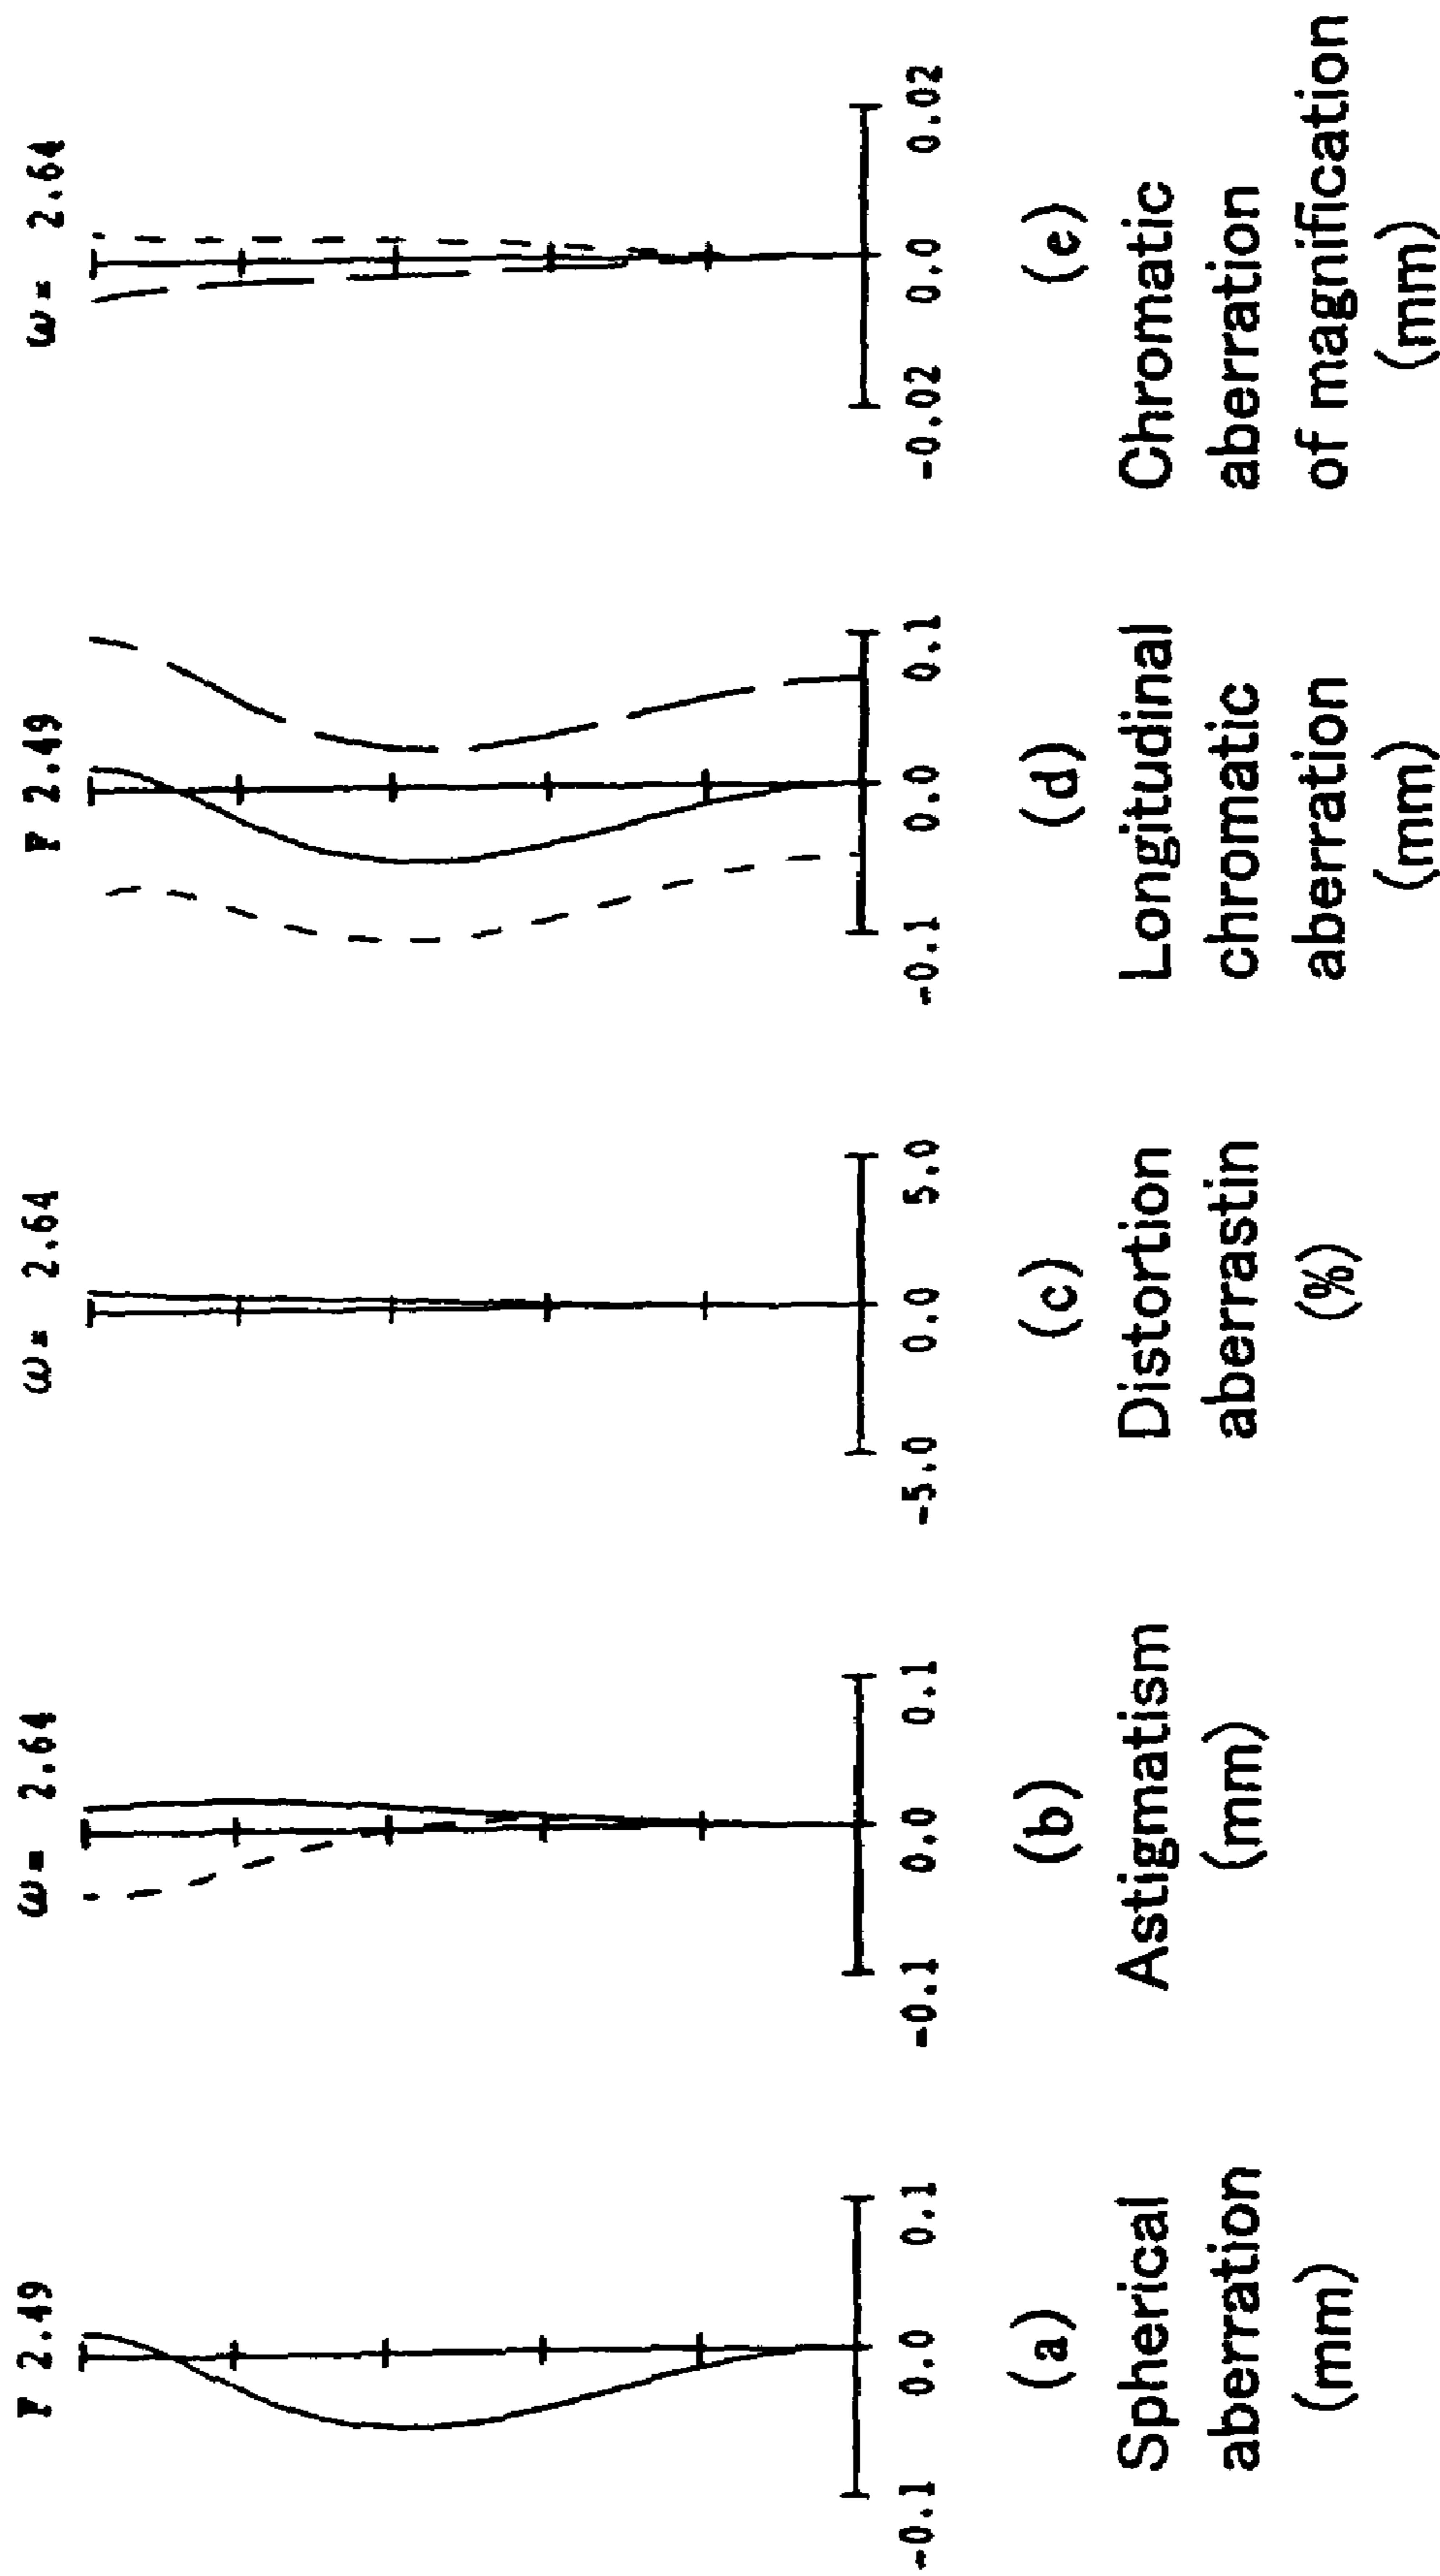 F 2.49
-0.1 0.0 0.1
(a)
Spherical
aberration
(mm)
ω= 2.64
-0.1 0.0 0.1
(b)
Astigmatism
(mm)
ω= 2.64
-5.0 0.0 5.0
(c)
Distortion
aberrastin
(%)
F 2.49
-0.1 0.0 0.1
(d)
Longitudinal
chromatic
aberration
(mm)
ω= 2.64
-0.02 0.0 0.02
(e)
Chromatic
aberration
of magnification
(mm)